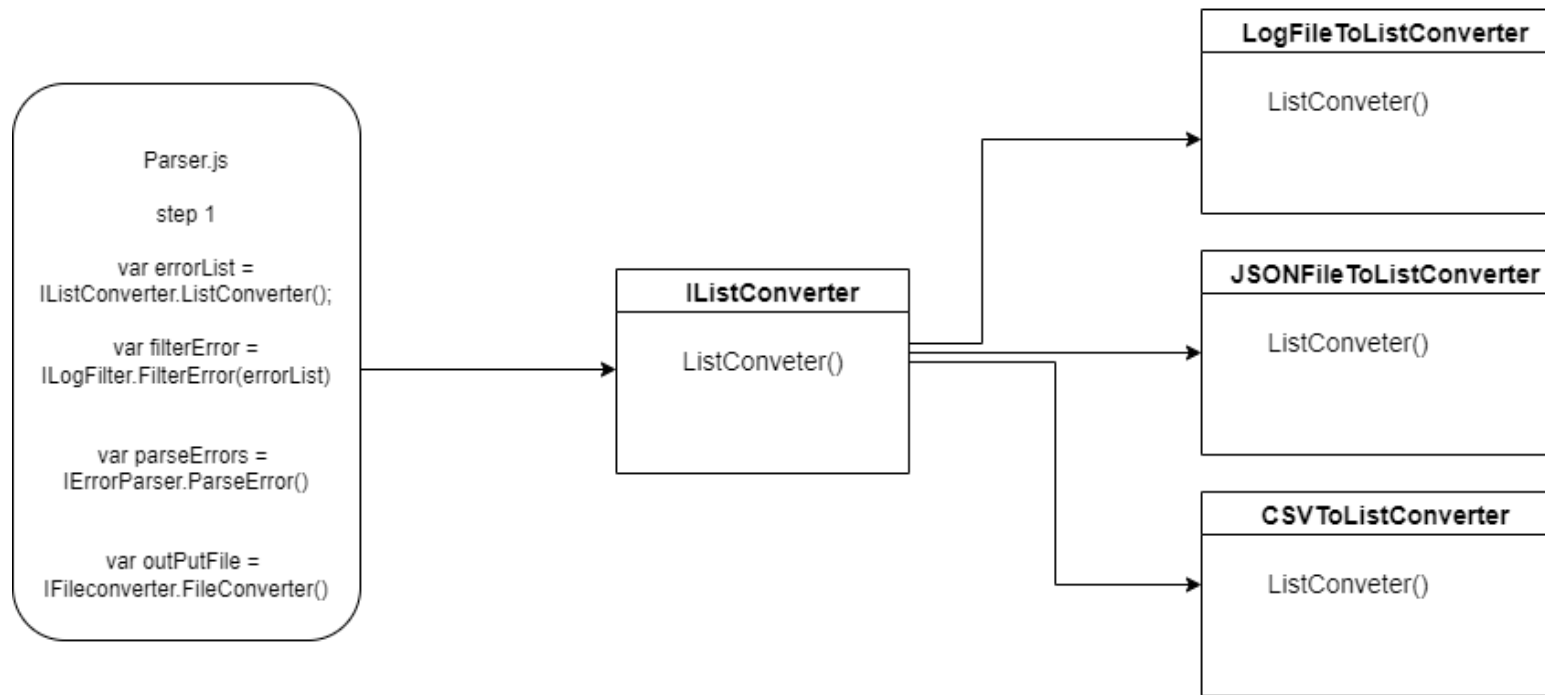 Parser.js
step 1
var errorList =
IListConverter.ListConverter();
var filterError =
ILogFilter.FilterError(errorList)
var parseErrors =
IErrorParser.ParseError()
var outPutFile =
IFileconverter.FileConverter()
IListConverter
ListConveter()
LogFileToListConverter
ListConveter()
JSONFileToListConverter
ListConveter()
CSVToListConverter
ListConveter()